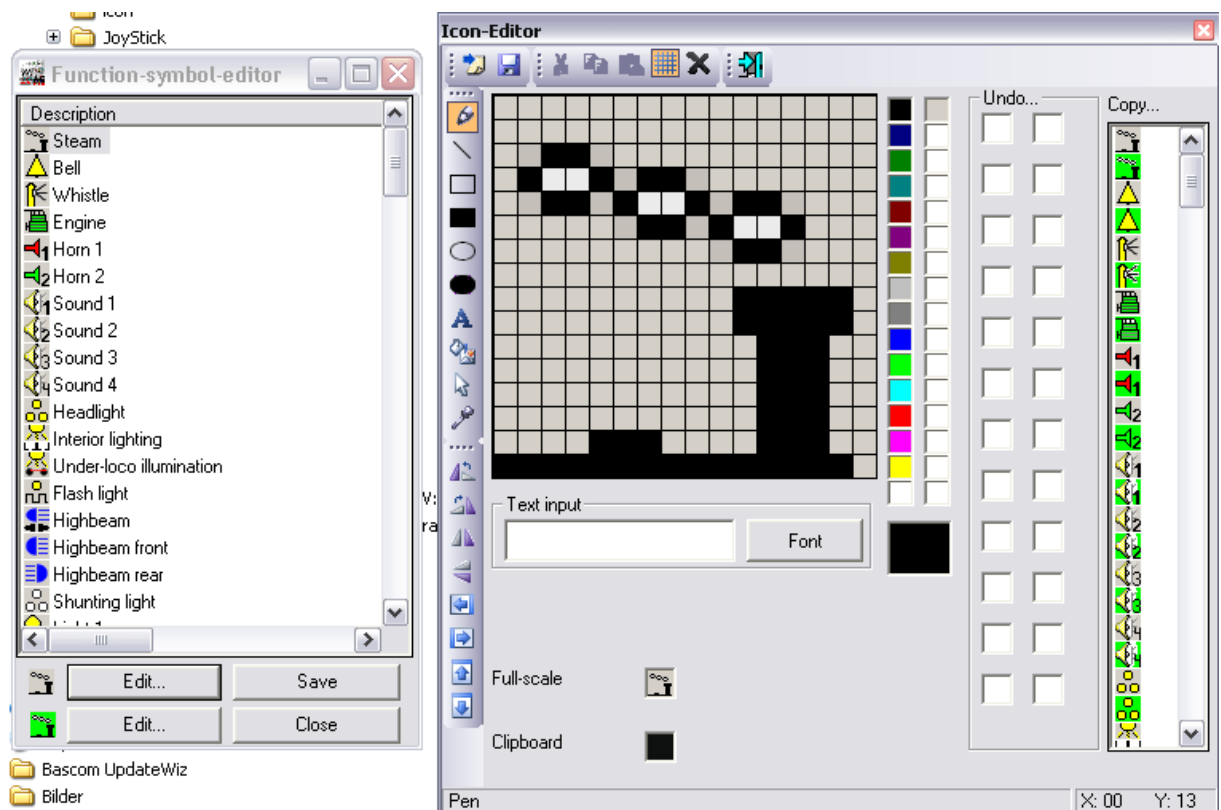 Icon
JoyStick
Function-symbol-editor
Description
Steam
Bell
Whistle
Engine
Horn 1
Horn 2
Sound 1
Sound 2
Sound 3
Sound 4
Headlight
Interior lighting
Under-loco illumination
Flash light
Highbeam
Highbeam front
Highbeam rear
Shunting light
Edit...
Save
Edit...
Close
Bascom UpdateWiz
Bilder
Icon-Editor
Undo...
Copy...
Text input
Font
Full-scale
Clipboard
Pen
X: 00
Y: 13